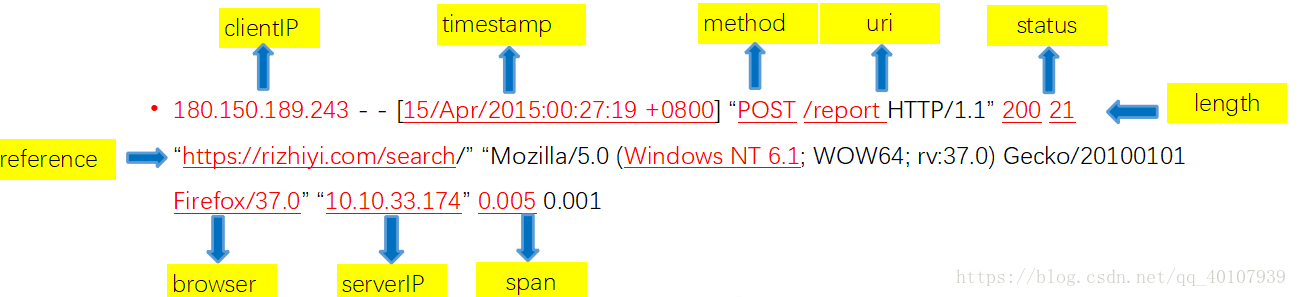 clientIP timestamp method uri status
• 180.150.189.243 - - [15/Apr/2015:00:27:19 +0800] “POST /report HTTP/1.1” 200 21
length
reference
“https://rizhiyi.com/search/” “Mozilla/5.0 (Windows NT 6.1; WOW64; rv:37.0) Gecko/20100101
Firefox/37.0” “10.10.33.174” 0.005 0.001
browser serverIP span
https://blog.csdn.net/qq_40107939